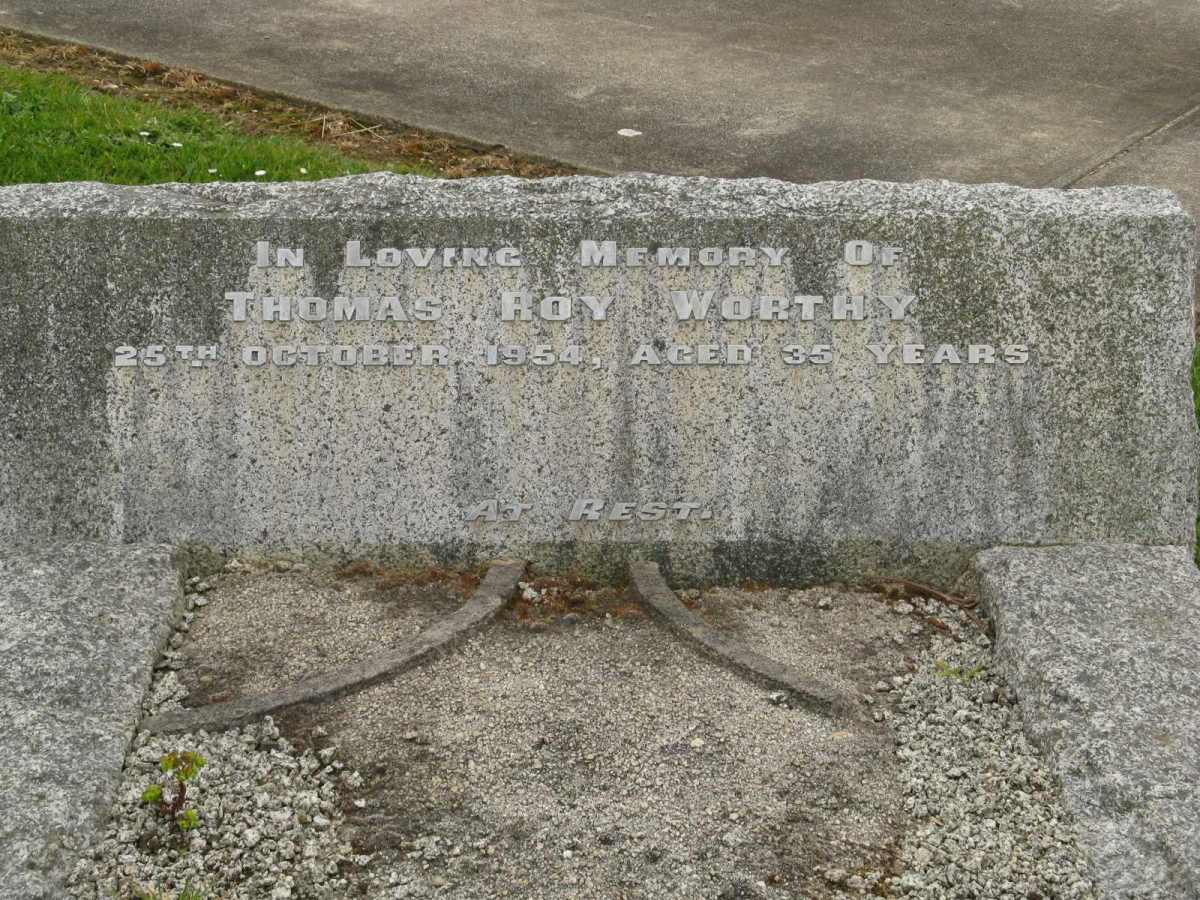 In Loving Memory Of
Thomas Roy Worthy
25TH OCTOBER 1954, AGED 35 YEARS
At Rest.